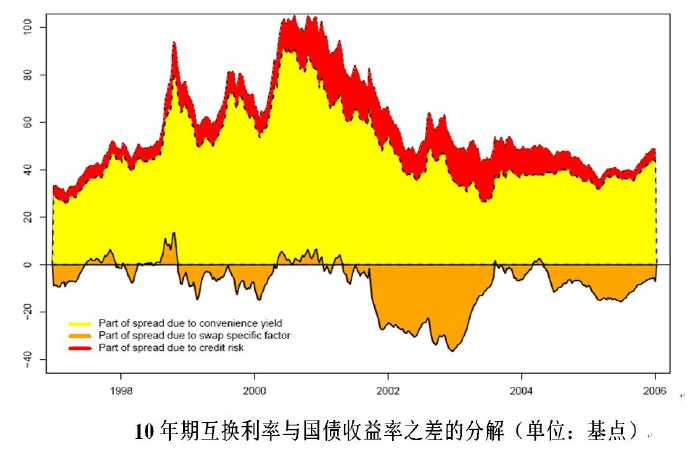 100
80
60
40
20
0
−20
−40
Part of spread due to convenience yield
Part of spread due to swap specific factor
Part of spread due to credit risk
1998 2000 2002 2004 2006
10 年期互换利率与国债收益率之差的分解（单位：基点）